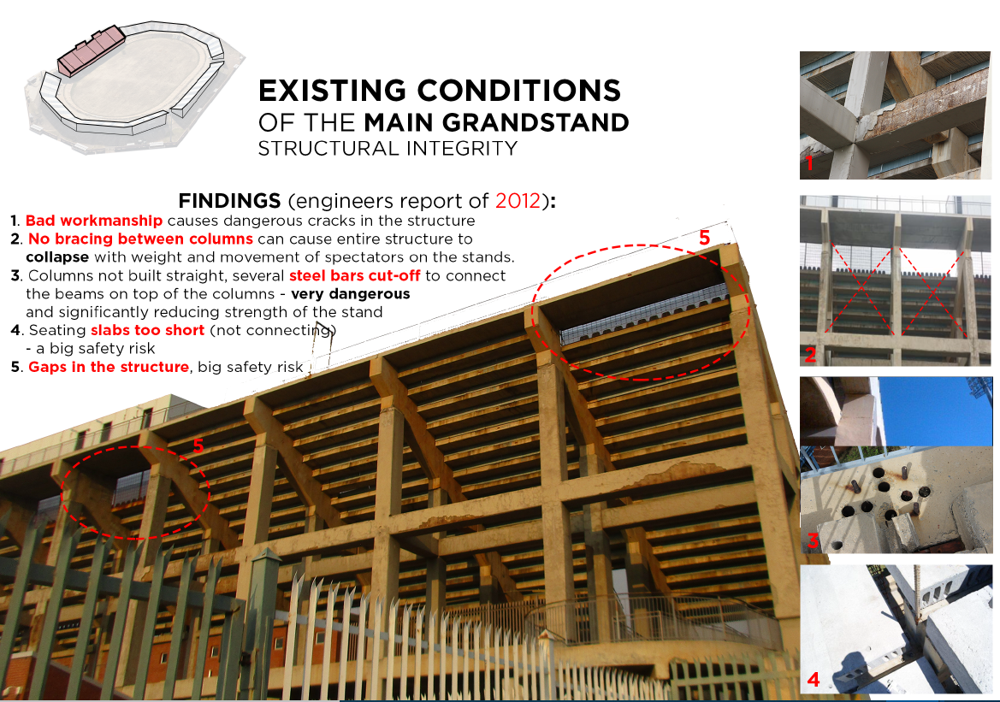 EXISTING CONDITIONS
OF THE MAIN GRANDSTAND
STRUCTURAL INTEGRITY
FINDINGS (engineers report of 2012):
1. Bad workmanship causes dangerous cracks in the structure
2. No bracing between columns can cause entire structure to
collapse with weight and movement of spectators on the stands.
3. Columns not built straight, several steel bars cut-off to connect
the beams on top of the columns - very dangerous
and significantly reducing strength of the stand
4. Seating slabs too short (not connecting)
- a big safety risk
5. Gaps in the structure, big safety risk
5
5
1
2
3
4